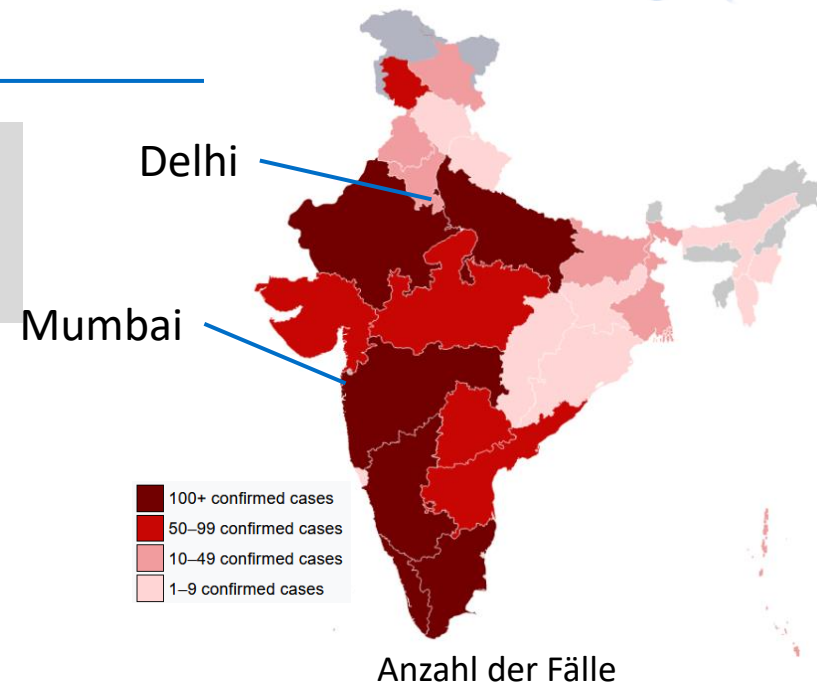 Delhi
Mumbai
100+ confirmed cases
50–99 confirmed cases
10–49 confirmed cases
1–9 confirmed cases
Anzahl der Fälle